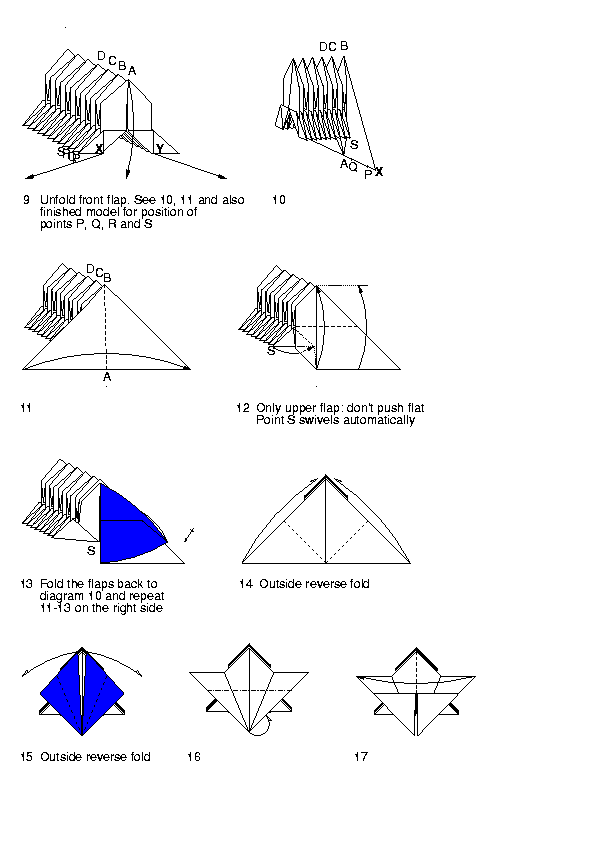 D C B A
S
P
X
Y
D C B
S
A Q P X
9 Unfold front flap. See 10, 11 and also
finished model for position of
points P, Q, R and S
10
D C B
A
S
11
12 Only upper flap: don't push flat
Point S swivels automatically
S
13 Fold the flaps back to
diagram 10 and repeat
11-13 on the right side
14 Outside reverse fold
15 Outside reverse fold
16
17